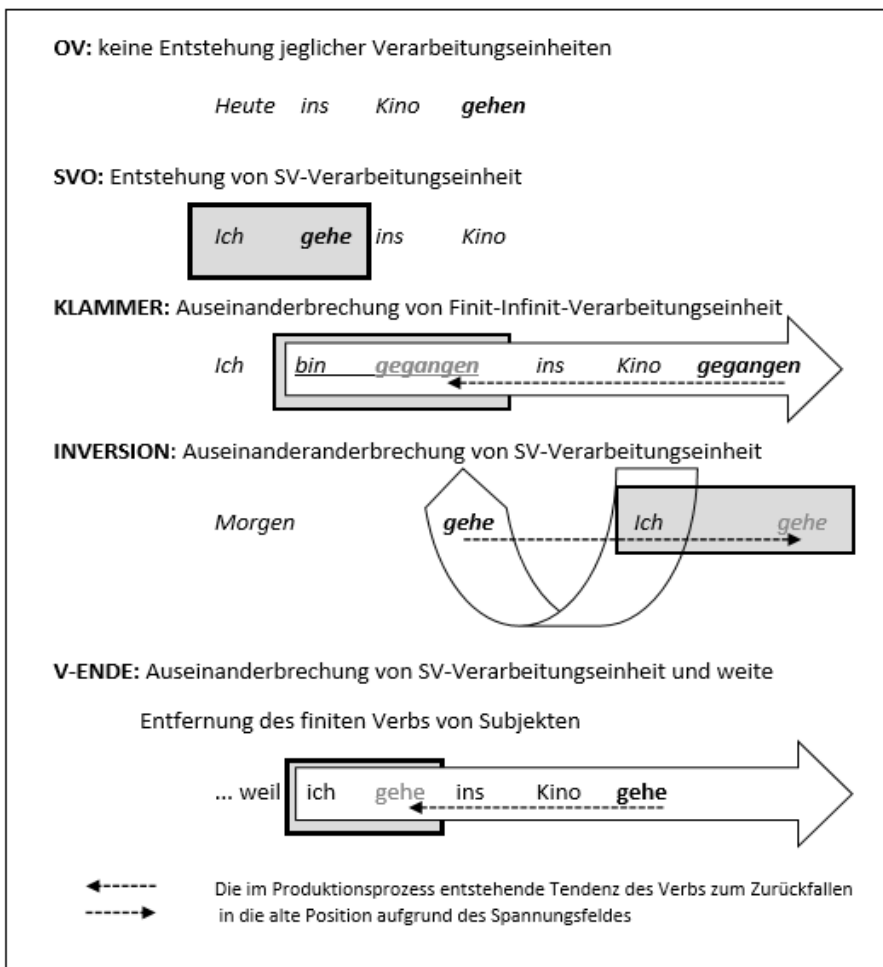 OV: keine Entstehung jeglicher Verarbeitungseinheiten
Heute ins Kino gehen
SVO: Entstehung von SV-Verarbeitungseinheit
Ich gehe ins Kino
KLAMMER: Auseinanderbrechung von Finit-Infinit-Verarbeitungseinheit
Ich bin gegangen ins Kino gegangen
INVERSION: Auseinanderanderbrechung von SV-Verarbeitungseinheit
Morgen gehe Ich gehe
V-ENDE: Auseinanderbrechung von SV-Verarbeitungseinheit und weite
Entfernung des finiten Verbs von Subjekten
... weil ich gehe ins Kino gehe
Die im Produktionsprozess entstehende Tendenz des Verbs zum Zurückfallen
in die alte Position aufgrund des Spannungsfeldes